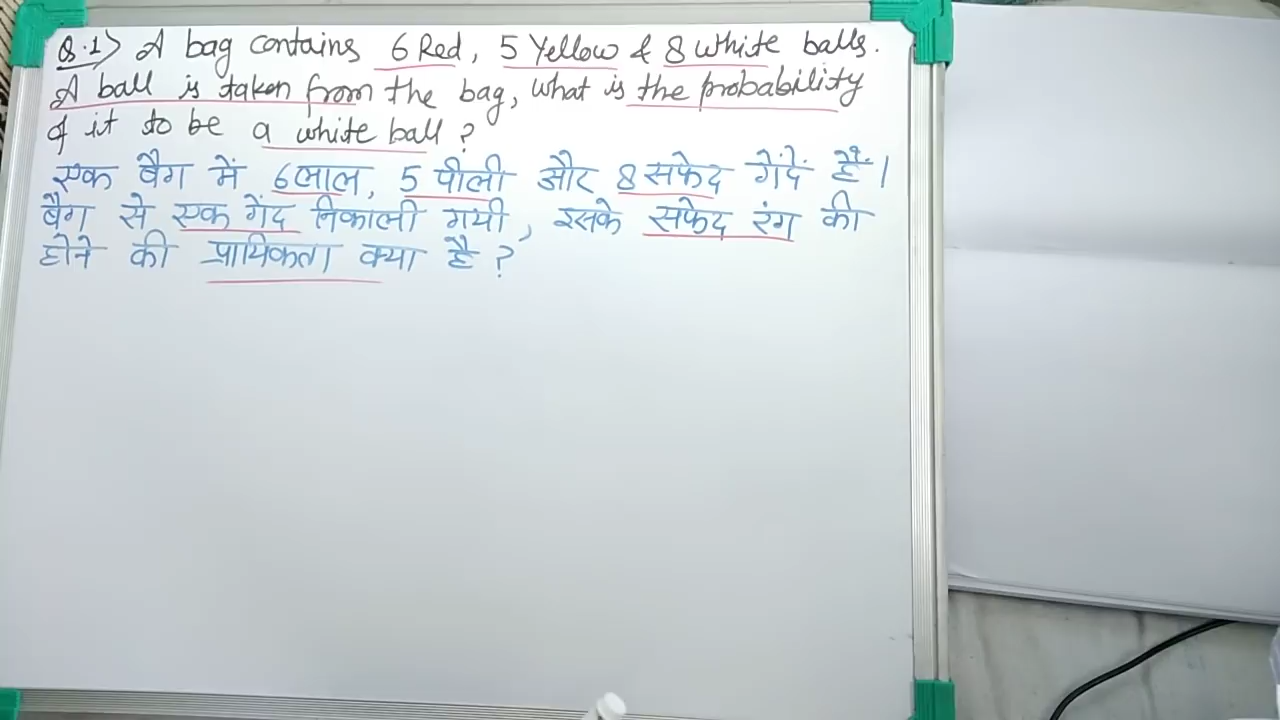 Q.1) A bag contains 6 Red, 5 Yellow & 8 White balls.
A ball is taken from the bag, what is the probability
of it to be a white ball ?
एक बैग में 6 लाल, 5 पीली और 8 सफेद गेंदें हैं।
बैग से एक गेंद निकाली गयी, इसके सफेद रंग की
होने की प्रायिकता क्या है ?